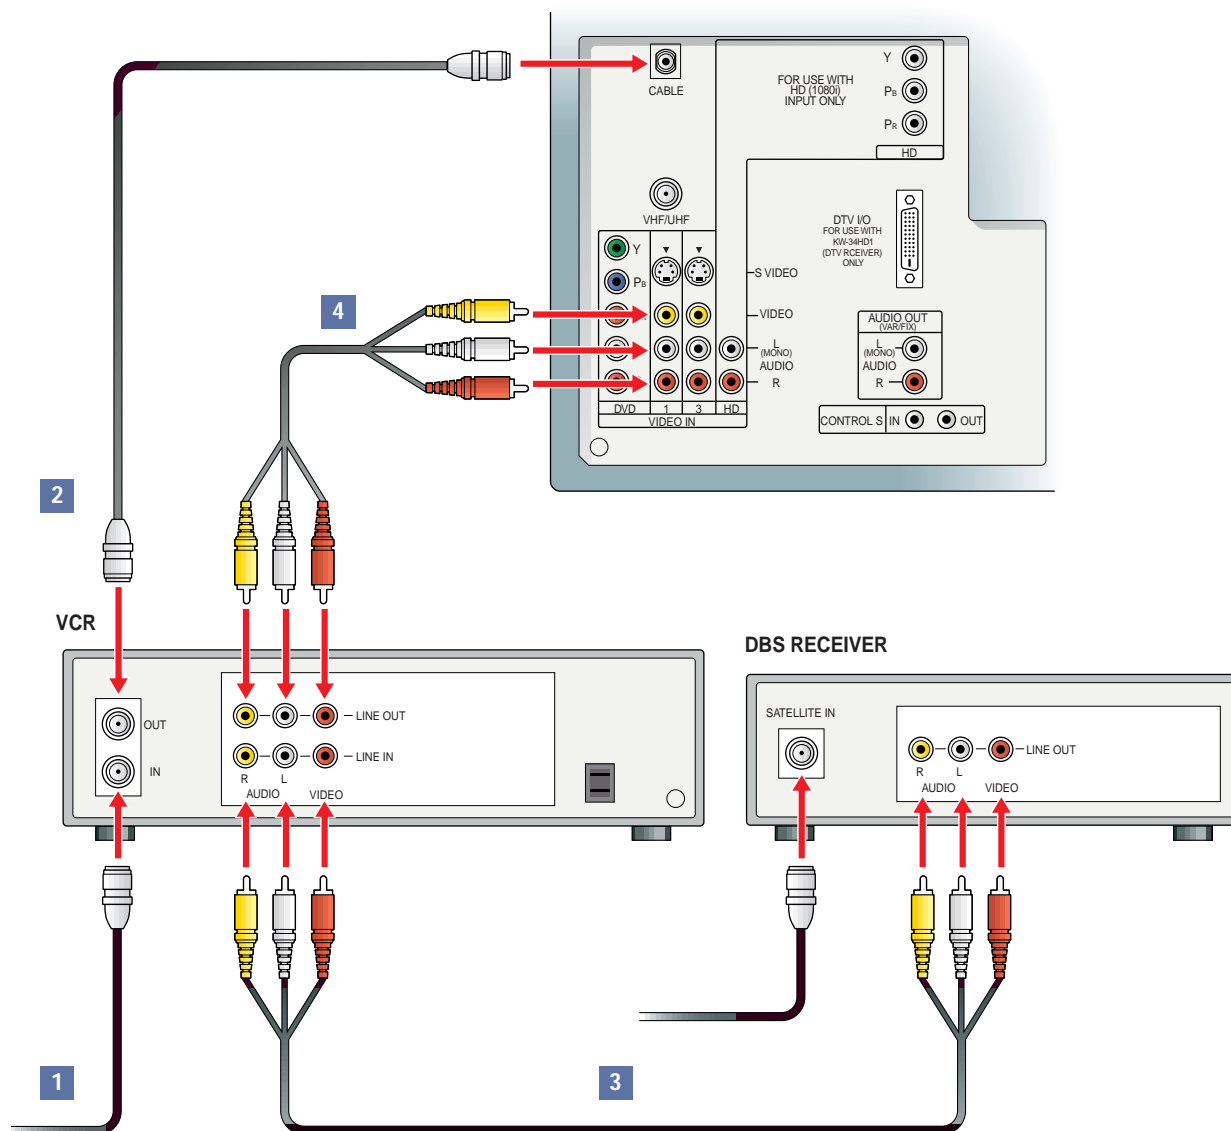 CABLE
FOR USE WITH
HD (1080i)
INPUT ONLY
Y
PB
PR
HD
VHF/UHF
DTV I/O
FOR USE WITH
KW-34HD1
(DTV RCEIVER)
ONLY
Y
PB
R
S VIDEO
VIDEO
L
(MONO)
AUDIO
R
DVD 1 3 HD
VIDEO IN
AUDIO OUT
(VAR/FIX)
L
(MONO)
AUDIO
R
CONTROL S IN OUT
4
2
VCR
OUT
IN
LINE OUT
LINE IN
R L
AUDIO VIDEO
DBS RECEIVER
SATELLITE IN
LINE OUT
R L
AUDIO VIDEO
1
3